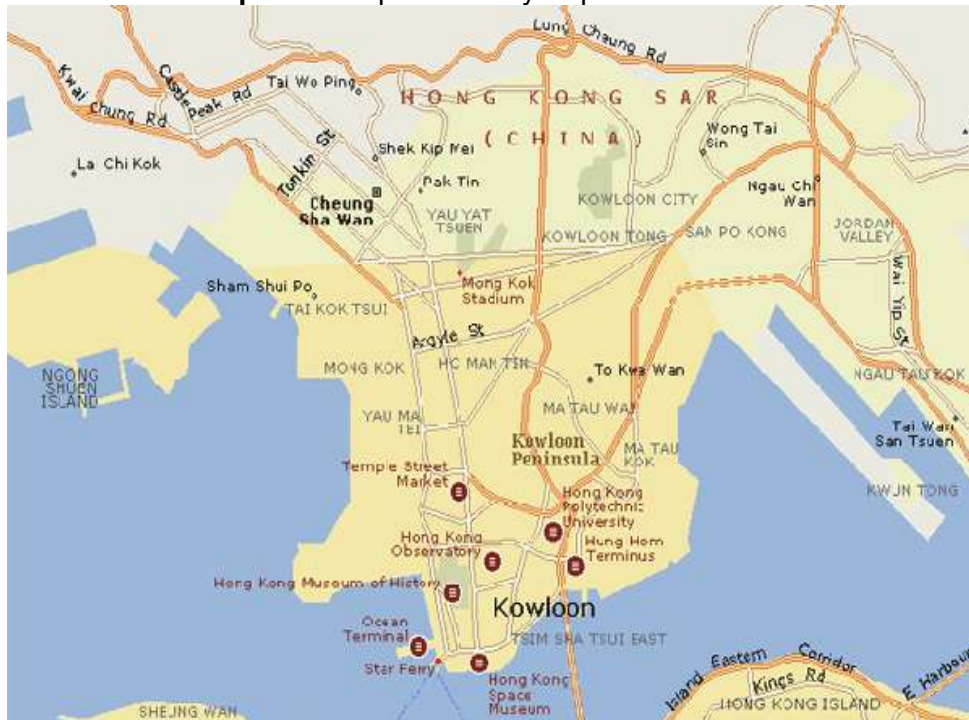 Lung Cheung Rd
Kwai Chung Rd
Castle Peak Rd
Tai Wo Ping
HONG KONG SAR
(CHINA)
Wong Tai
Sin
La Chi Kok
Tonkin St
Shek Kip Mei
Pak Tin
Cheung
Sha Wan
YAU YAT
TSUEN
KOWLOON CITY
Ngau Chi
Wan
KOWLOON TONG
SAN PO KONG
JORDAN
VALLEY
Wai Yip St
Sham Shui Po
TAI KOK TSUI
Mong Kok
Stadium
Argyle St
MONG KOK
HO MAN TIN
To Kwa Wan
NGONG
SHUEN
ISLAND
NGAU TAU KOK
YAU MA
TEI
MA TAU WAI
Tai Wan
San Tsuen
Kowloon
Peninsula
MA TAU
KOK
Temple Street
Market
KWUN TONG
Hong Kong
Polytechnic
University
Hong Kong
Observatory
Hung Hom
Terminus
Hong Kong Museum of History
Kowloon
Ocean
Terminal
TSIM SHA TSUI EAST
Star Ferry
Hong Kong
Space
Museum
Island Eastern Corridor
Kings Rd
E Harbour
SHEUNG WAN
HONG KONG ISLAND